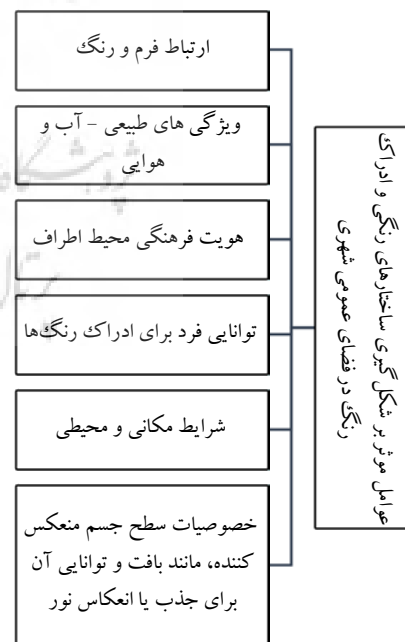 عوامل موثر بر شکل گیری ساختارهای رنگی و ادراک
رنگ در فضای عمومی شهری
ارتباط فرم و رنگ
ویژگی های طبیعی – آب و
هوایی
هویت فرهنگی محیط اطراف
توانایی فرد برای ادراک رنگ‌ها
شرایط مکانی و محیطی
خصوصیات سطح جسم منعکس
کننده، مانند بافت و توانایی آن
برای جذب یا انعکاس نور